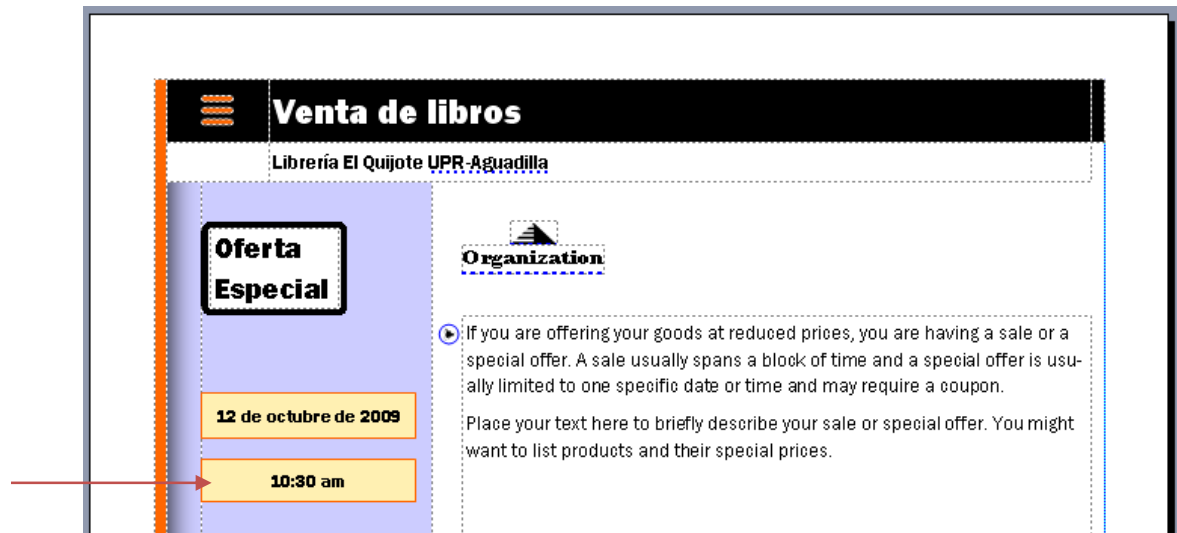 Venta de libros
Librería El Quijote UPR-Aguadilla
Oferta
Especial
12 de octubre de 2009
10:30 am
Organization
If you are offering your goods at reduced prices, you are having a sale or a
special offer. A sale usually spans a block of time and a special offer is usu-
ally limited to one specific date or time and may require a coupon.
Place your text here to briefly describe your sale or special offer. You might
want to list products and their special prices.